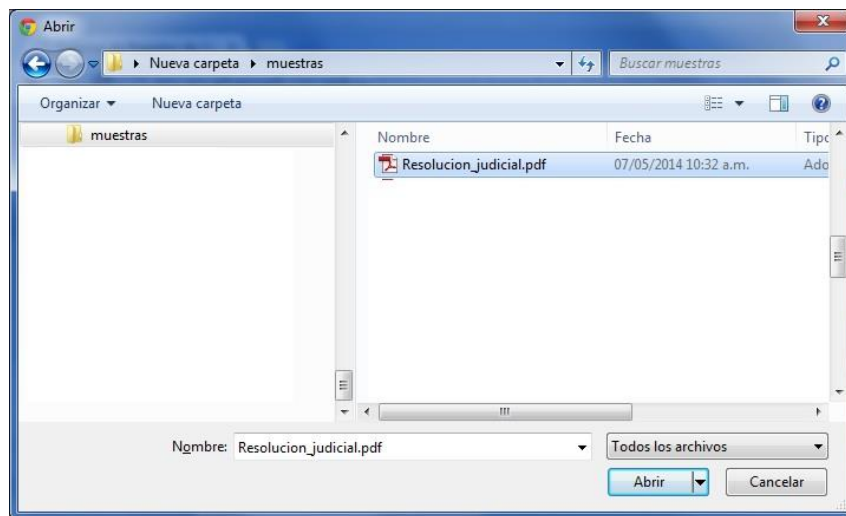 Abrir
Nueva carpeta muestras
Buscar muestras
Organizar Nueva carpeta
muestras
Nombre Fecha Tipo
Resolucion_judicial.pdf 07/05/2014 10:32 a.m. Ado
Nombre: Resolucion_judicial.pdf Todos los archivos
Abrir Cancelar